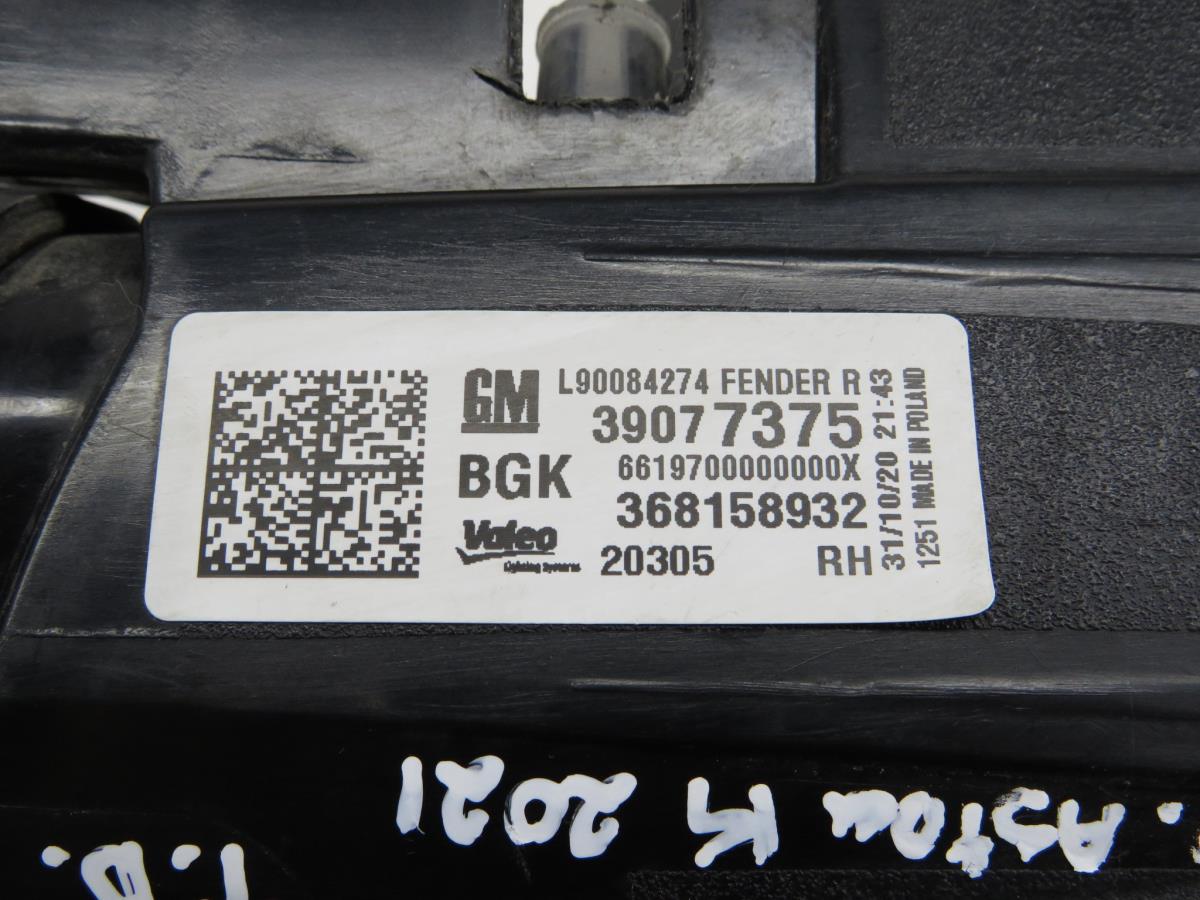 GM
L90084274 FENDER R
39077375
BGK
6619700000000X
368158932
Valeo
Lighting Systems
20305 RH
31/10/20 21:43
1251 MADE IN POLAND
Astra K 2021